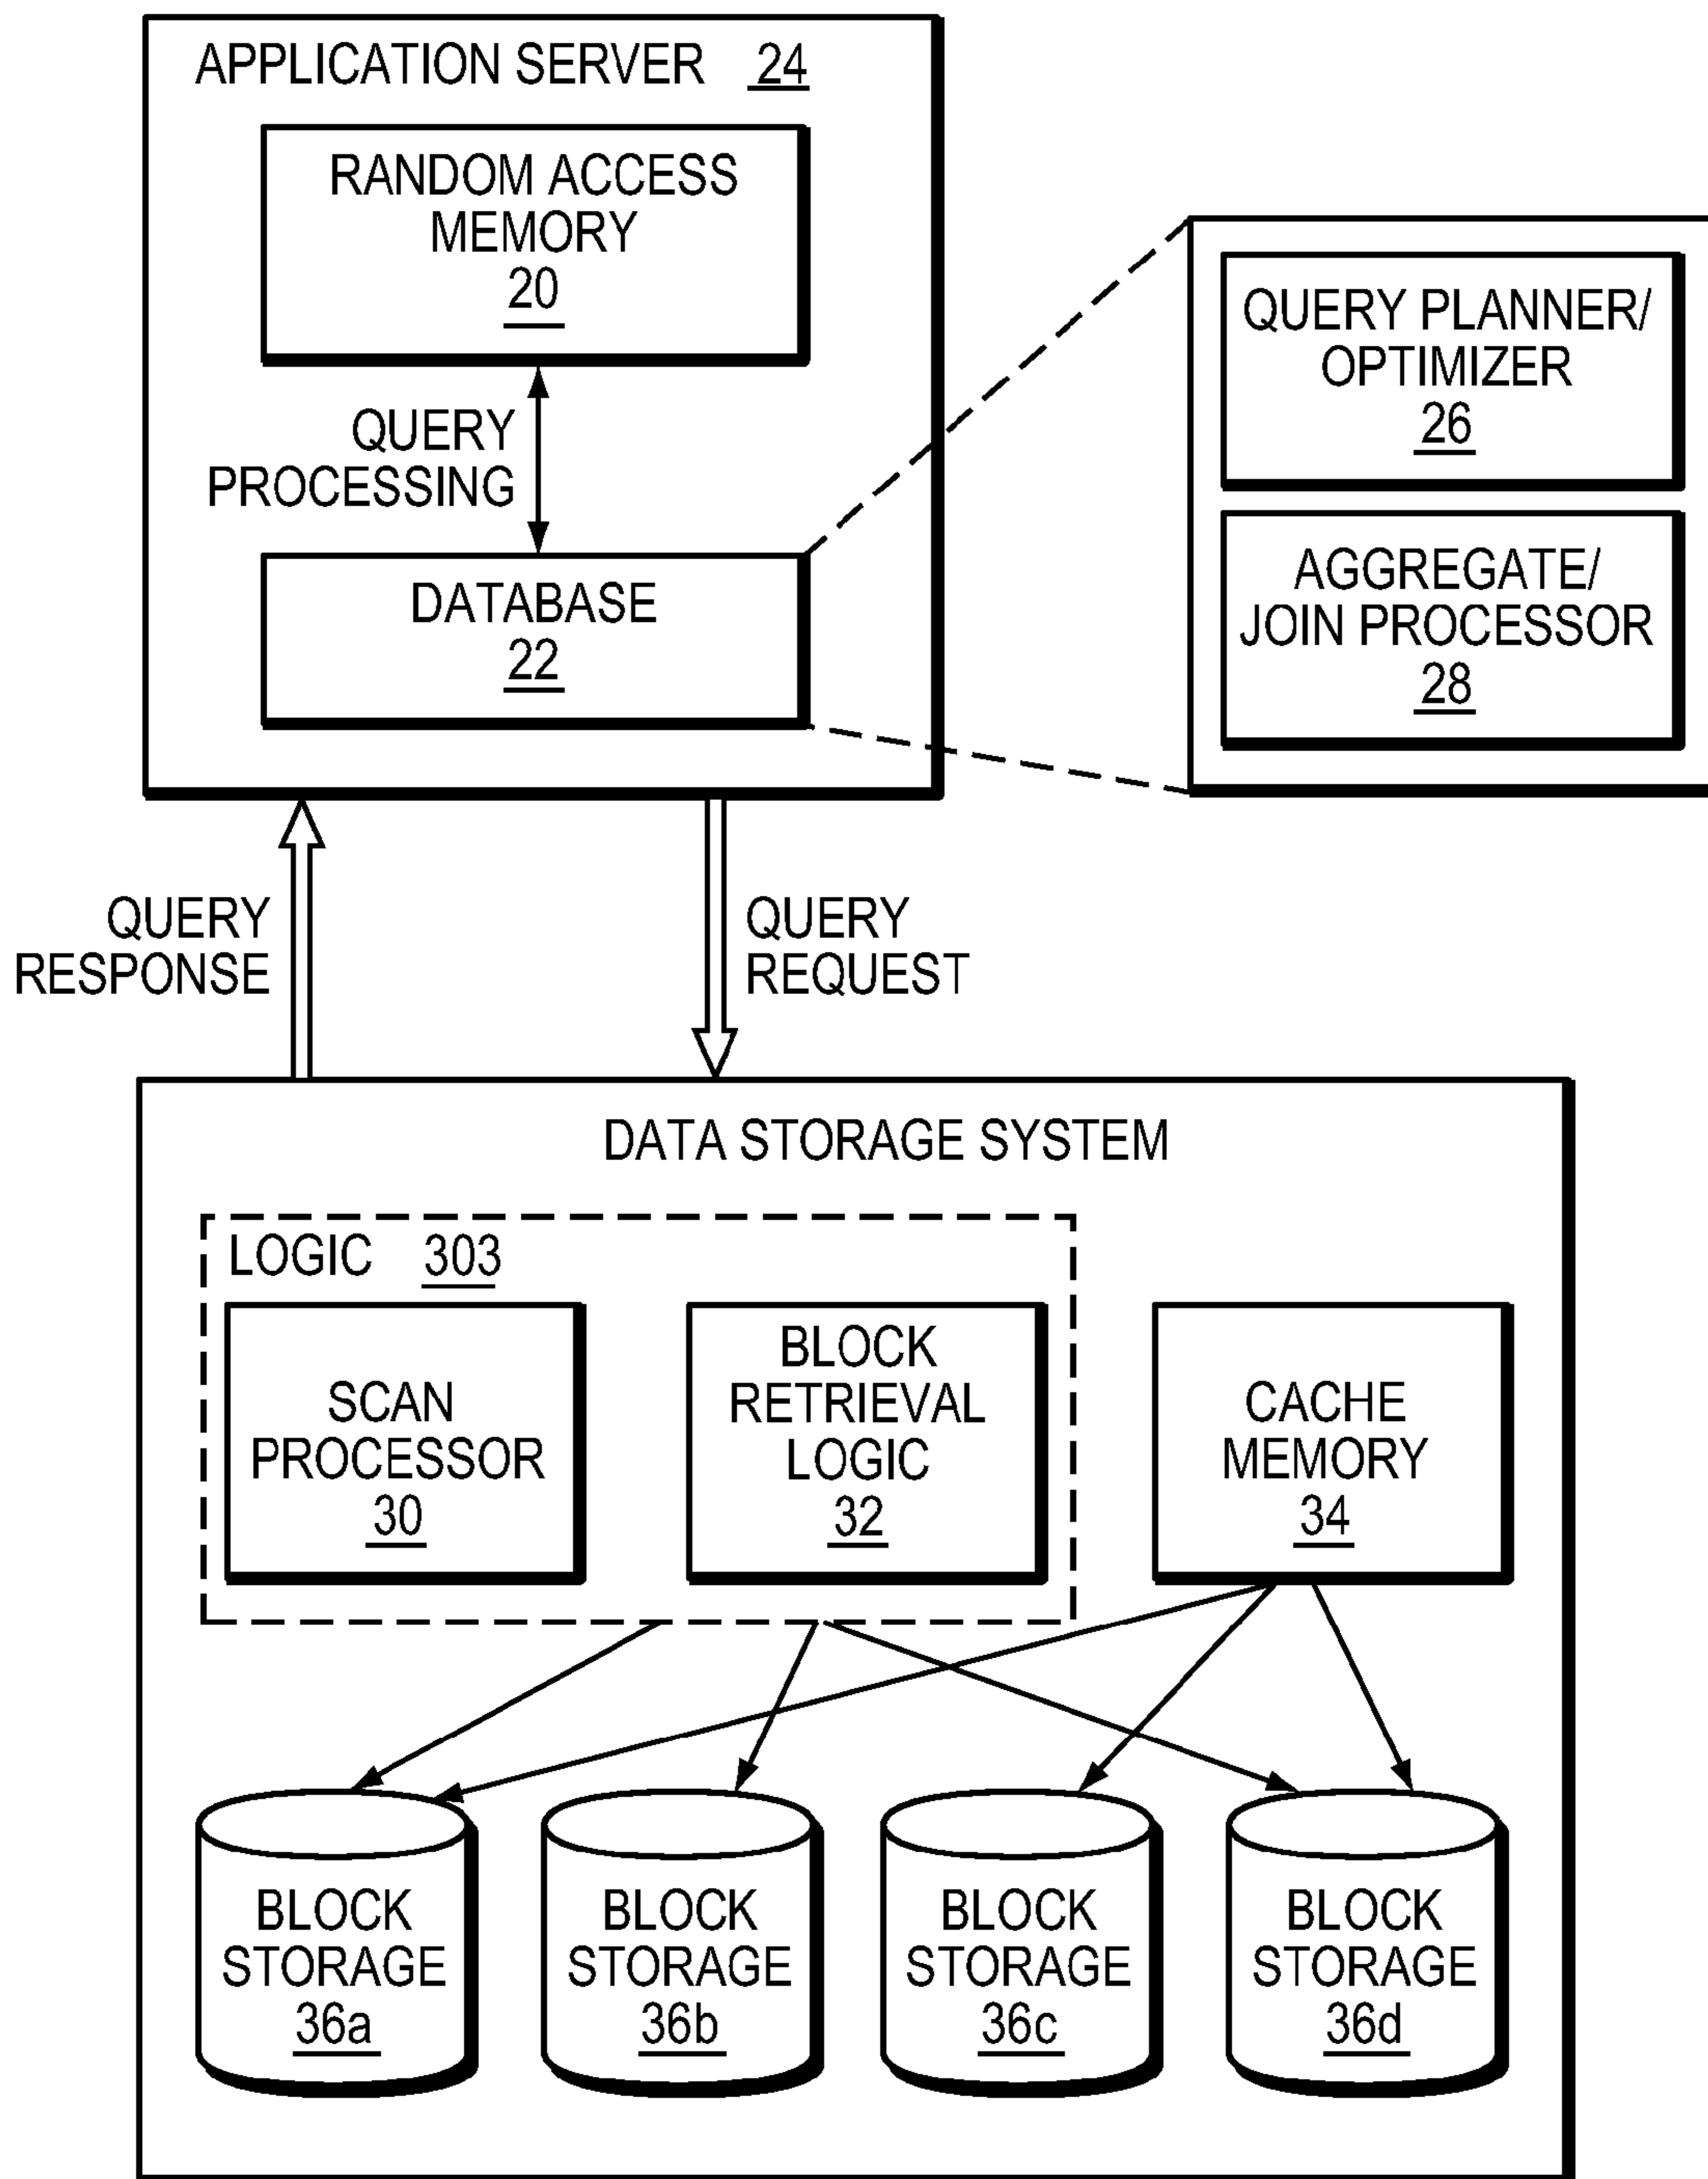 APPLICATION SERVER 24
RANDOM ACCESS
MEMORY
20
QUERY
PROCESSING
DATABASE
22
QUERY PLANNER/
OPTIMIZER
26
AGGREGATE/
JOIN PROCESSOR
28
QUERY
RESPONSE
QUERY
REQUEST
DATA STORAGE SYSTEM
LOGIC 303
SCAN
PROCESSOR
30
BLOCK
RETRIEVAL
LOGIC
32
CACHE
MEMORY
34
BLOCK
STORAGE
36a
BLOCK
STORAGE
36b
BLOCK
STORAGE
36c
BLOCK
STORAGE
36d